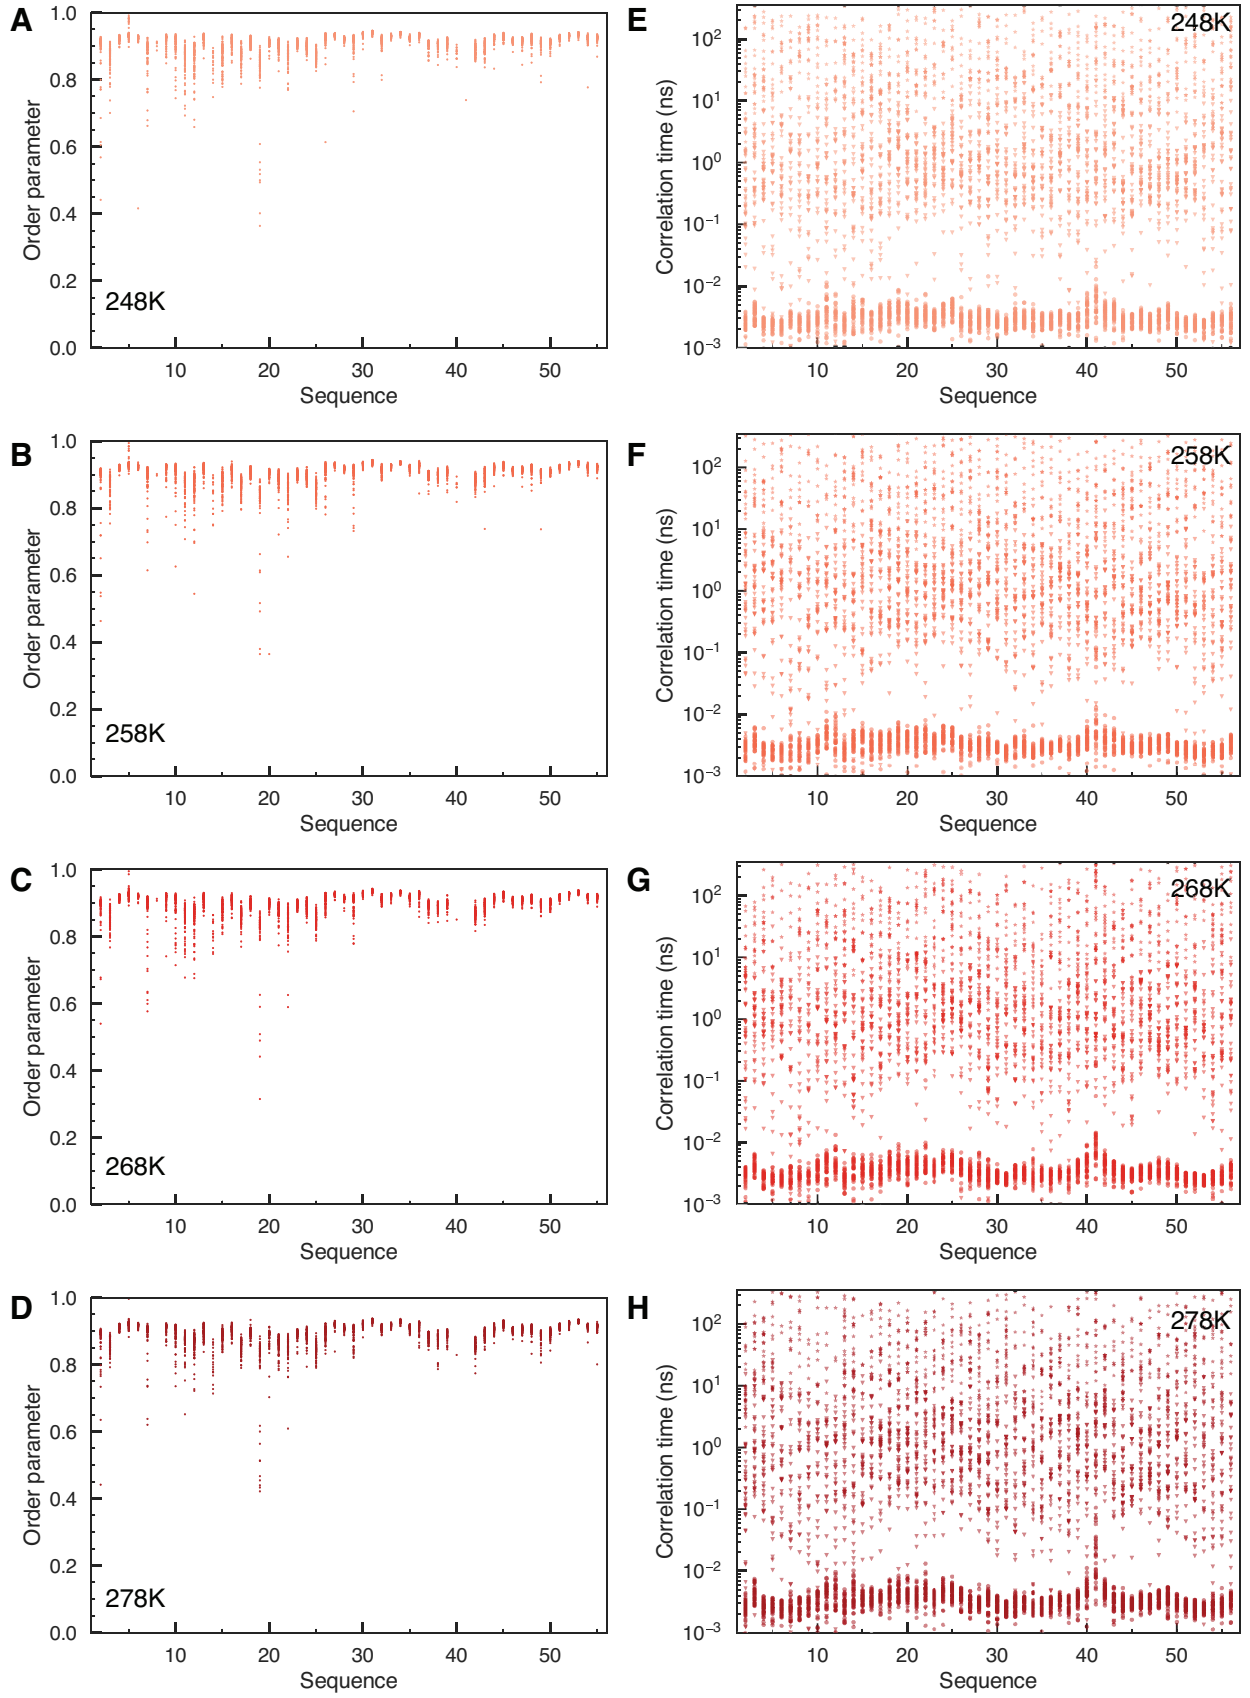 A
Order parameter
1.0
0.8
0.6
0.4
0.2
0.0
248K
10 20 30 40 50
Sequence
E
Correlation time (ns)
10²
10¹
10⁰
10⁻¹
10⁻²
10⁻³
248K
10 20 30 40 50
Sequence
B
Order parameter
1.0
0.8
0.6
0.4
0.2
0.0
258K
10 20 30 40 50
Sequence
F
Correlation time (ns)
10²
10¹
10⁰
10⁻¹
10⁻²
10⁻³
258K
10 20 30 40 50
Sequence
C
Order parameter
1.0
0.8
0.6
0.4
0.2
0.0
268K
10 20 30 40 50
Sequence
G
Correlation time (ns)
10²
10¹
10⁰
10⁻¹
10⁻²
10⁻³
268K
10 20 30 40 50
Sequence
D
Order parameter
1.0
0.8
0.6
0.4
0.2
0.0
278K
10 20 30 40 50
Sequence
H
Correlation time (ns)
10²
10¹
10⁰
10⁻¹
10⁻²
10⁻³
278K
10 20 30 40 50
Sequence